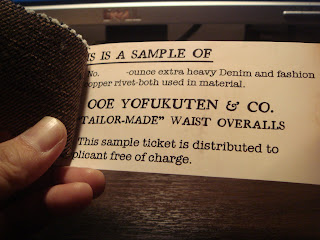 IS IS A SAMPLE OF
No. -ounce extra heavy Denim and fashion
opper rivet-both used in material.
OOE YOFUKUTEN & CO.
TAILOR-MADE" WAIST OVERALLS
This sample ticket is distributed to
plicant free of charge.